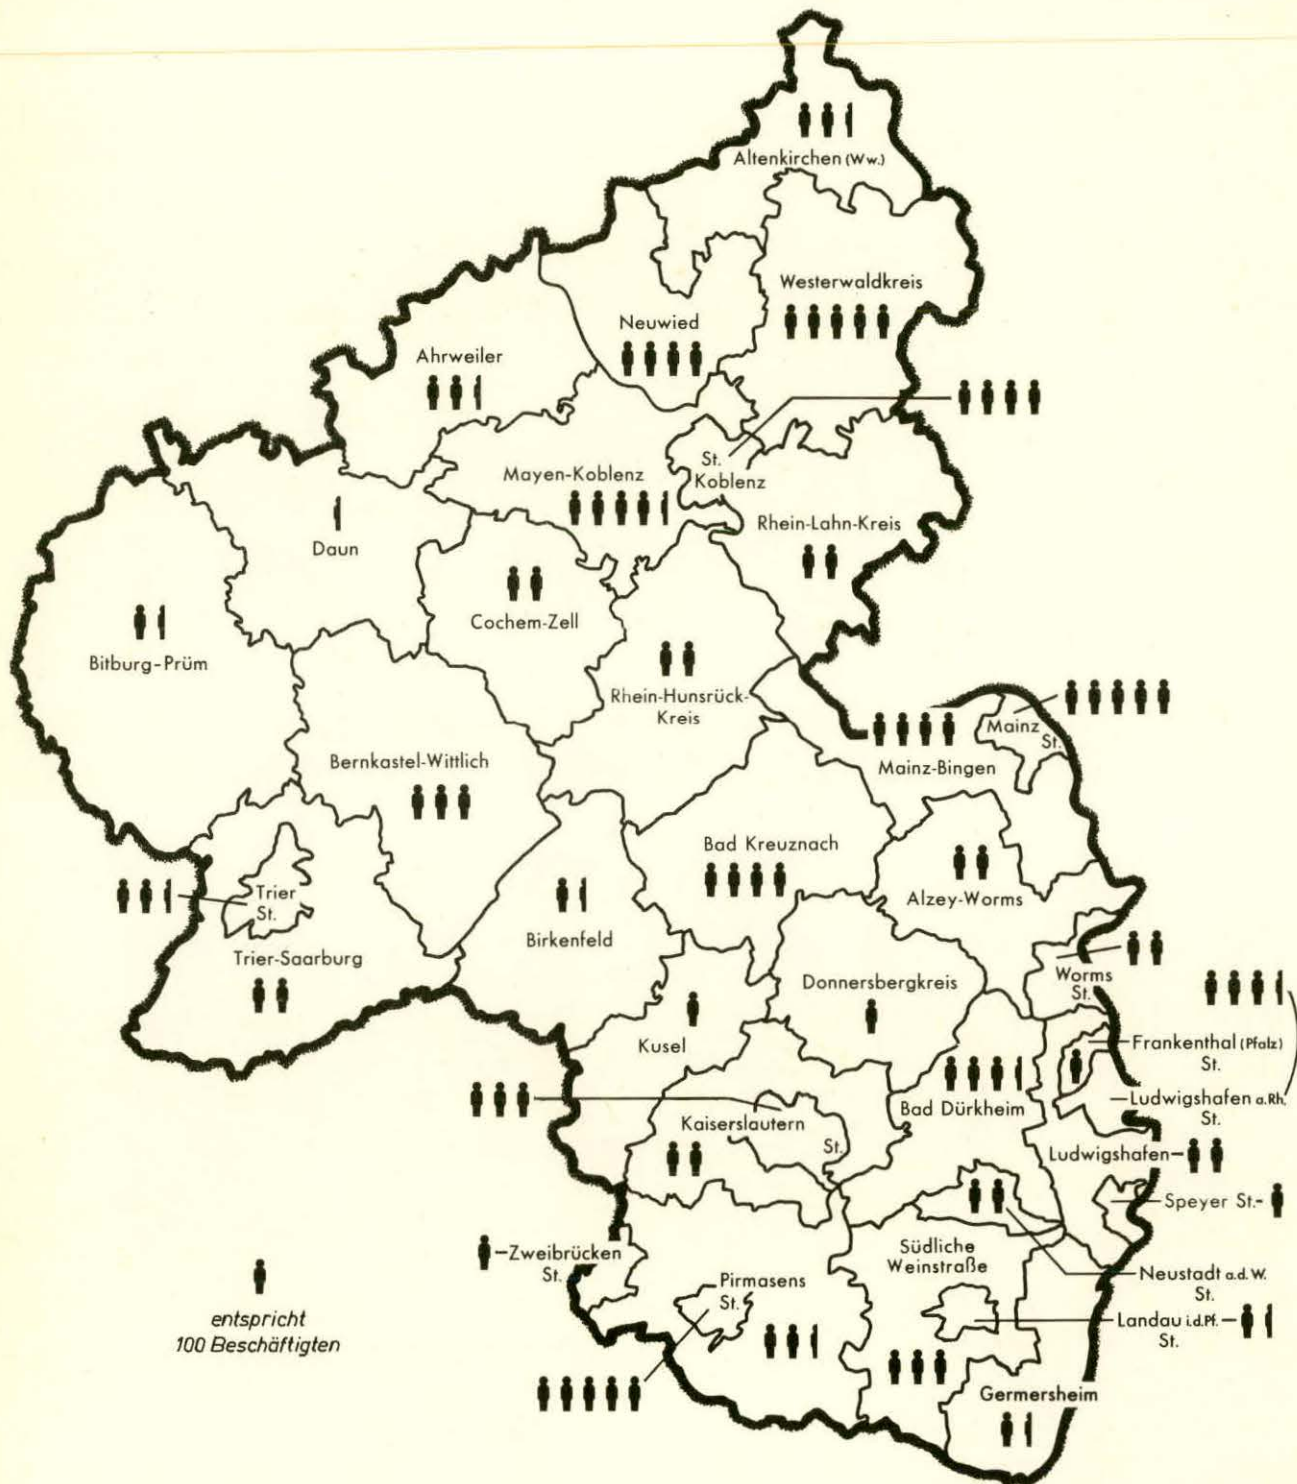 Altenkirchen (Ww.)
Westerwaldkreis
Neuwied
Ahrweiler
St.
Koblenz
Mayen-Koblenz
Rhein-Lahn-Kreis
Daun
Cochem-Zell
Bitburg-Prüm
Rhein-Hunsrück-
Kreis
Mainz
St.
Bernkastel-Wittlich
Mainz-Bingen
Bad Kreuznach
Trier
St.
Alzey-Worms
Birkenfeld
Trier-Saarburg
Worms
St.
Donnersbergkreis
Kusel
Frankenthal (Pfalz)
St.
Bad Dürkheim
Ludwigshafen a.Rh.
St.
Kaiserslautern
St.
Ludwigshafen
Speyer St.
Zweibrücken
St.
Südliche
Weinstraße
Pirmasens
St.
Neustadt a.d.W.
St.
Landau i.d.Pf.
St.
Germersheim
entspricht
100 Beschäftigten